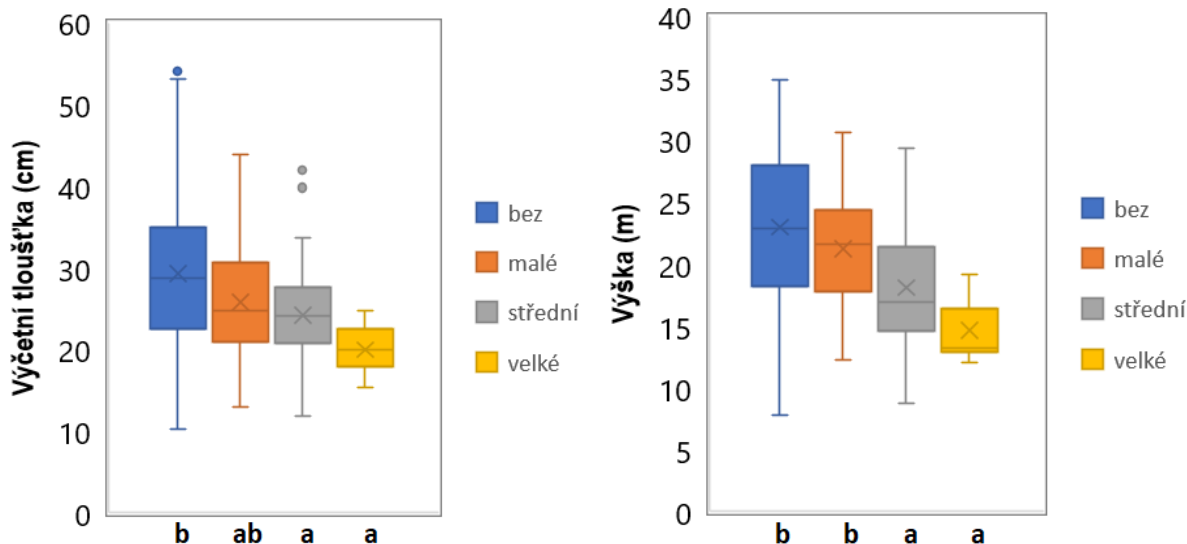 Výčetní tloušťka (cm)
60
50
40
30
20
10
0
b ab a a
bez
malé
střední
velké
Výška (m)
40
35
30
25
20
15
10
5
0
b b a a
bez
malé
střední
velké